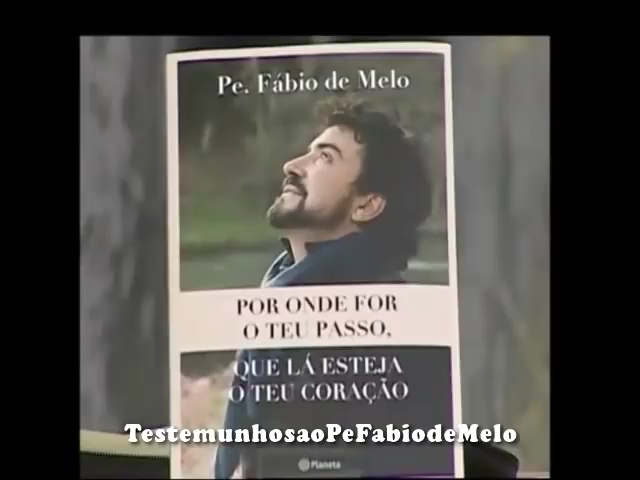 Pe. Fábio de Melo
POR ONDE FOR
O TEU PASSO,
QUE LÁ ESTEJA
O TEU CORAÇÃO
TestemunhosaoPeFabiodeMelo
Planeta